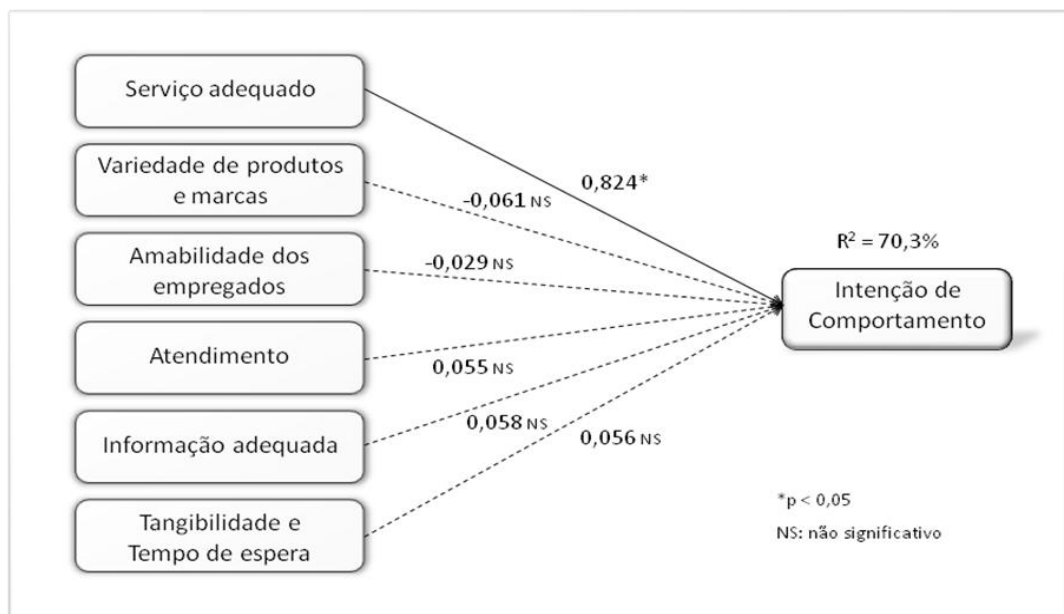 Serviço adequado
Variedade de produtos
e marcas
Amabilidade dos
empregados
Atendimento
Informação adequada
Tangibilidade e
Tempo de espera
0,824*
-0,061 NS
-0,029 NS
0,055 NS
0,058 NS
0,056 NS
R² = 70,3%
Intenção de
Comportamento
*p < 0,05
NS: não significativo